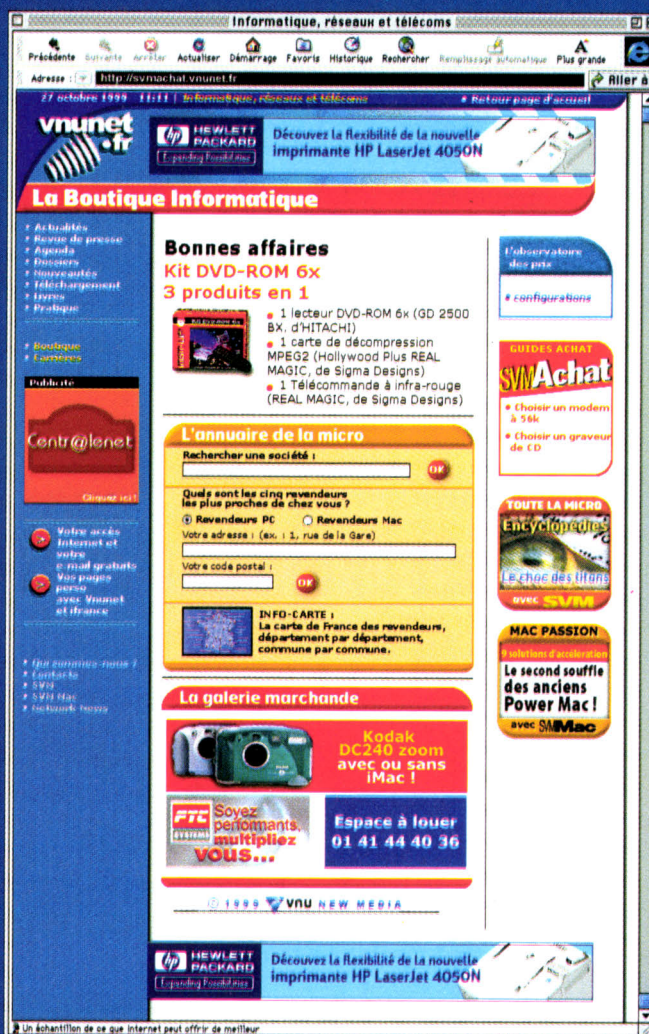 Informatique, réseaux et télécoms
Précédente Suivante Arrêter Actualiser Démarrage Favoris Historique Rechercher Remplissage automatique Plus grande
Adresse : http://svmachat.vnunet.fr Aller à
27 octobre 1999 11:11 | Informatique, réseaux et télécoms Retour page d'accueil
vnunet
.fr
HEWLETT
PACKARD
Expanding Possibilities
Découvez la flexibilité de la nouvelle
imprimante HP LaserJet 4050N
La Boutique Informatique
Actualités
Revue de presse
Agenda
Dossiers
Nouveautés
Téléchargement
Livres
Pratique
Boutique
Carrières
Publicité
Centr@lenet
Cliquez ici !
Votre accès
Internet et
votre
e-mail gratuits
Vos pages
perso
avec Vnunet
et ifrance
Qui sommes-nous ?
Contacts
SVM
SVM Mac
Network News
Bonnes affaires
Kit DVD-ROM 6x
3 produits en 1
1 lecteur DVD-ROM 6x (GD 2500
BX, d'HITACHI)
1 carte de décompression
MPEG2 (Hollywood Plus REAL
MAGIC, de Sigma Designs)
1 Télécommande à infra-rouge
(REAL MAGIC, de Sigma Designs)
L'annuaire de la micro
Rechercher une société :
OK
Quels sont les cinq revendeurs
les plus proches de chez vous ?
Revendeurs PC Revendeurs Mac
Votre adresse : (ex. : 1, rue de la Gare)
Votre code postal :
OK
INFO-CARTE :
La carte de France des revendeurs,
département par département,
commune par commune.
La galerie marchande
Kodak
DC240 zoom
avec ou sans
iMac !
FTC
SYSTEMS
Soyez
performants,
multipliez
vous...
Espace à louer
01 41 44 40 36
© 1999 vnu NEW MEDIA
L'observatoire
des prix
configurations
GUIDES ACHAT
SVM Achat
Choisir un modem
à 56k
Choisir un graveur
de CD
TOUTE LA MICRO
Encyclopédies
Le choc des titans
avec SVM
MAC PASSION
9 solutions d'accélération
Le second souffle
des anciens
Power Mac !
avec SVM Mac
HEWLETT
PACKARD
Expanding Possibilities
Découvez la flexibilité de la nouvelle
imprimante HP LaserJet 4050N
Un échantillon de ce que Internet peut offrir de meilleur